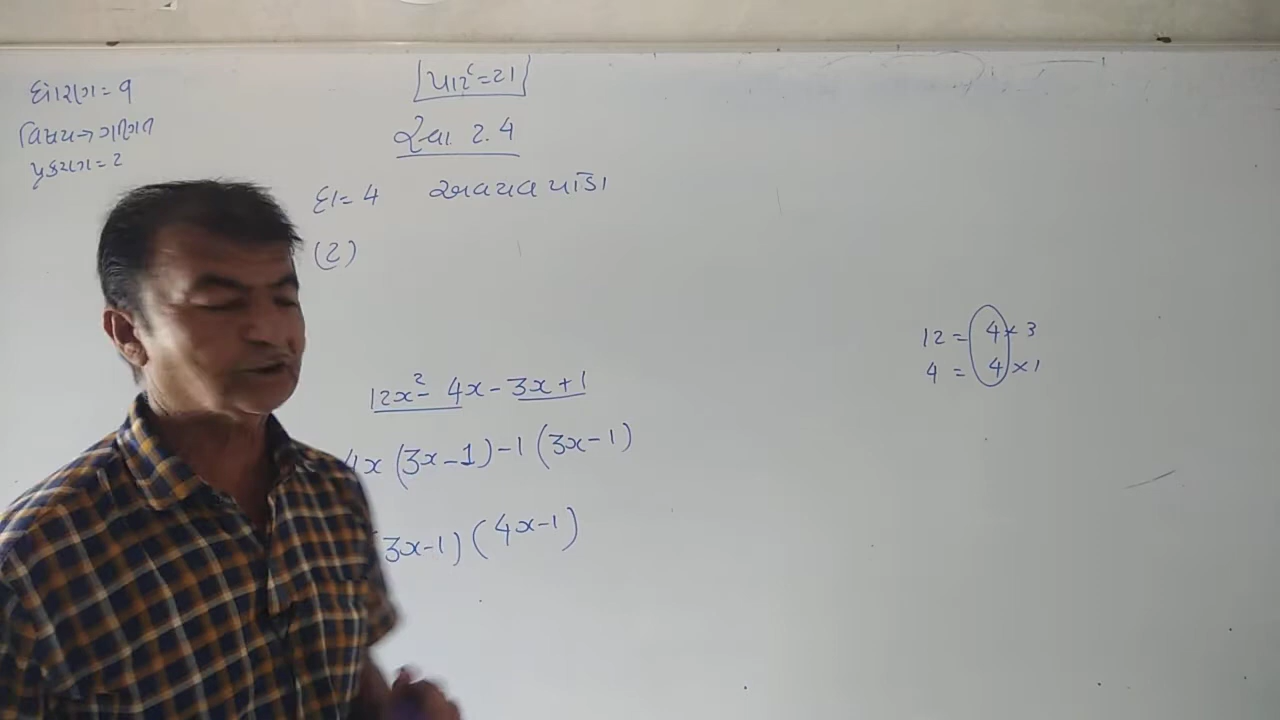 ધોરણ = ૧
વિષય → ગણિત
પ્રકરણ = 2
પાર્ટ = 21
સ્વા. 2.4
દા = 4 અવયવ પાડો
(2)
12x² - 4x - 3x + 1
4x (3x - 1) - 1 (3x - 1)
(3x-1) (4x-1)
12 = 4 × 3
4 = 4 × 1